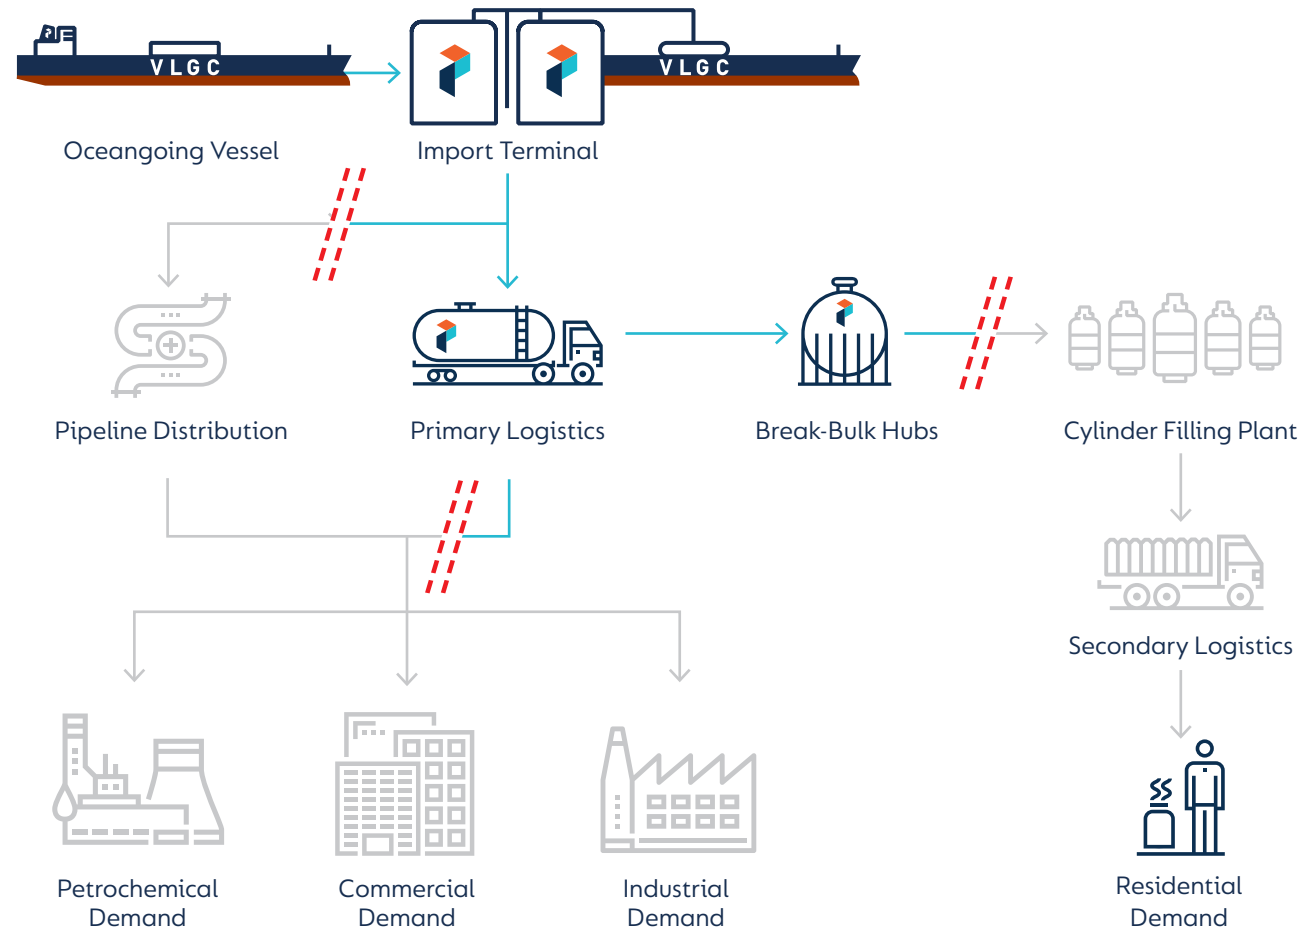 VLGC
VLGC
Oceangoing Vessel
Import Terminal
Pipeline Distribution
Primary Logistics
Break-Bulk Hubs
Cylinder Filling Plant
Secondary Logistics
Petrochemical
Demand
Commercial
Demand
Industrial
Demand
Residential
Demand